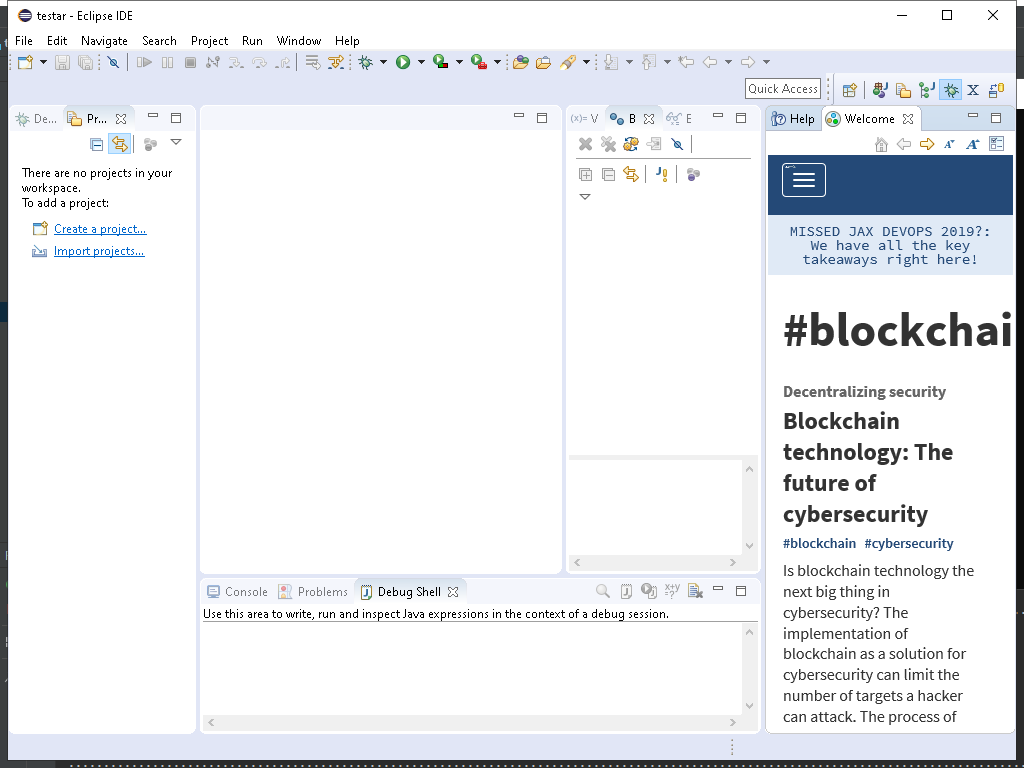 testar - Eclipse IDE
File Edit Navigate Search Project Run Window Help
Quick Access
De...
Pr...
There are no projects in your
workspace.
To add a project:
Create a project...
Import projects...
(x)= V
B
E
Console
Problems
Debug Shell
Use this area to write, run and inspect Java expressions in the context of a debug session.
Help
Welcome
MISSED JAX DEVOPS 2019?:
We have all the key
takeaways right here!
#blockchai
Decentralizing security
Blockchain
technology: The
future of
cybersecurity
#blockchain #cybersecurity
Is blockchain technology the
next big thing in
cybersecurity? The
implementation of
blockchain as a solution for
cybersecurity can limit the
number of targets a hacker
can attack. The process of